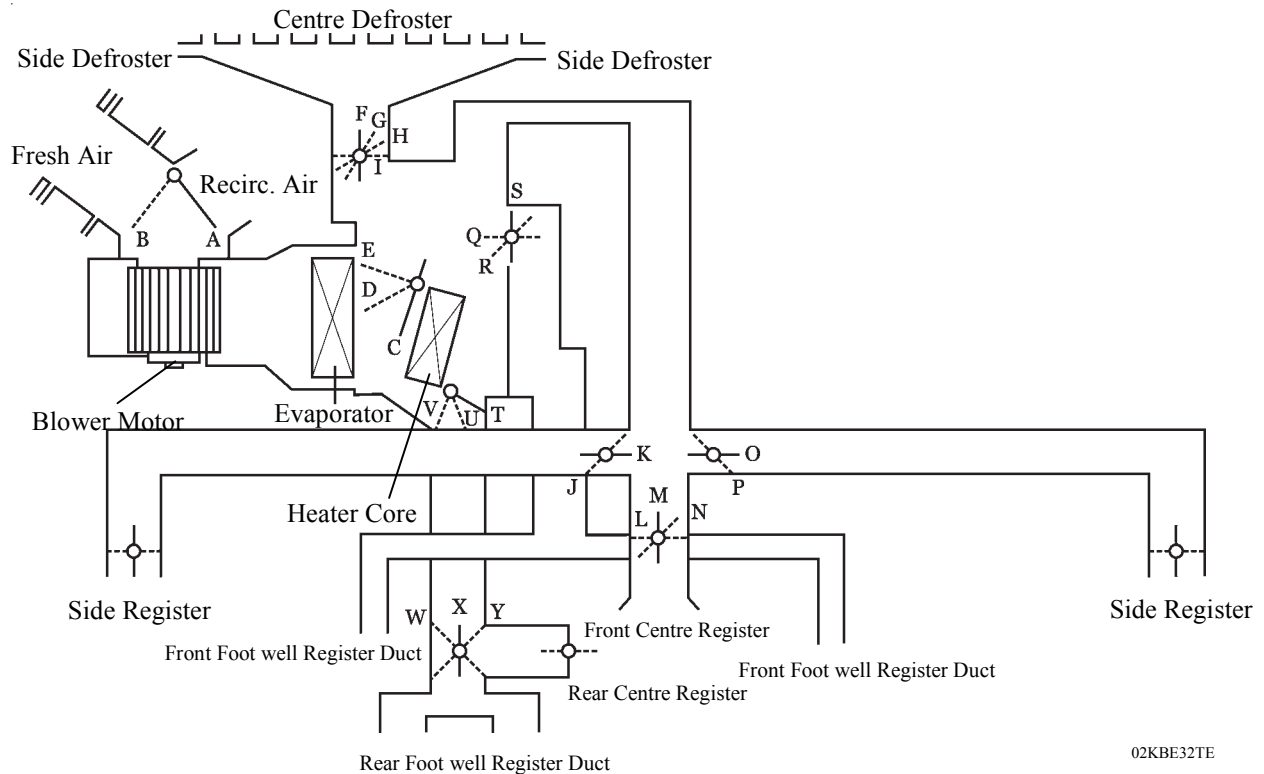 Centre Defroster
Side Defroster
Side Defroster
F
G
H
I
Fresh Air
Recirc. Air
B
A
S
Q
R
E
D
C
V
U
T
Blower Motor
Evaporator
K
O
J
P
M
L
N
Heater Core
Side Register
Side Register
W
X
Y
Front Centre Register
Front Foot well Register Duct
Front Foot well Register Duct
Rear Centre Register
Rear Foot well Register Duct
02KBE32TE